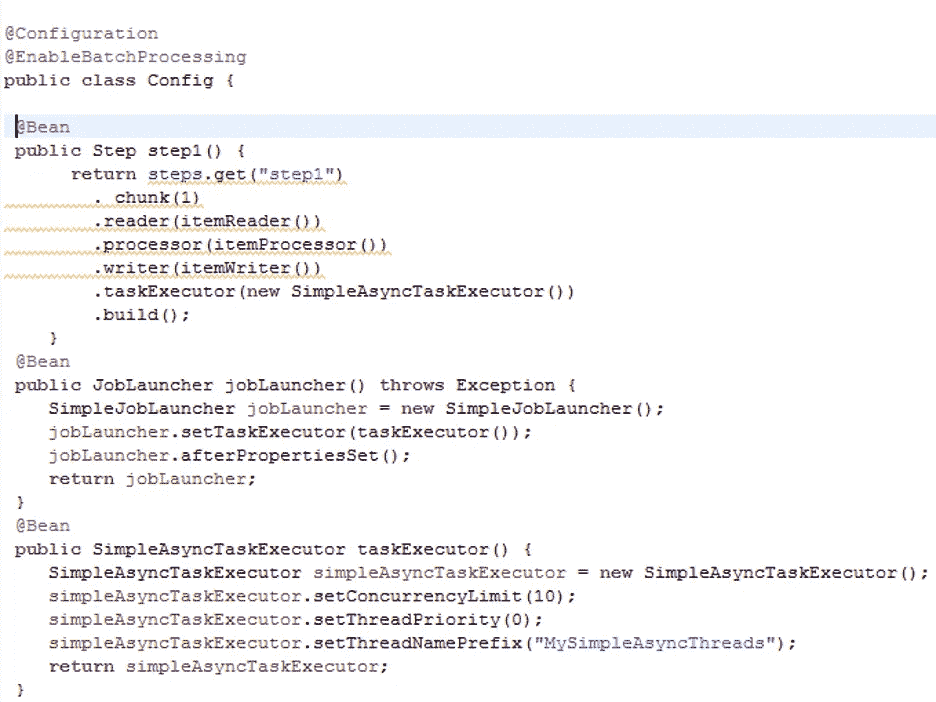 @Configuration
@EnableBatchProcessing
public class Config {
@Bean
public Step step1() {
return steps.get("step1")
. chunk(1)
.reader(itemReader())
.processor(itemProcessor())
.writer(itemWriter())
.taskExecutor(new SimpleAsyncTaskExecutor())
.build();
}
@Bean
public JobLauncher jobLauncher() throws Exception {
SimpleJobLauncher jobLauncher = new SimpleJobLauncher();
jobLauncher.setTaskExecutor(taskExecutor());
jobLauncher.afterPropertiesSet();
return jobLauncher;
}
@Bean
public SimpleAsyncTaskExecutor taskExecutor() {
SimpleAsyncTaskExecutor simpleAsyncTaskExecutor = new SimpleAsyncTaskExecutor();
simpleAsyncTaskExecutor.setConcurrencyLimit(10);
simpleAsyncTaskExecutor.setThreadPriority(0);
simpleAsyncTaskExecutor.setThreadNamePrefix("MySimpleAsyncThreads");
return simpleAsyncTaskExecutor;
}